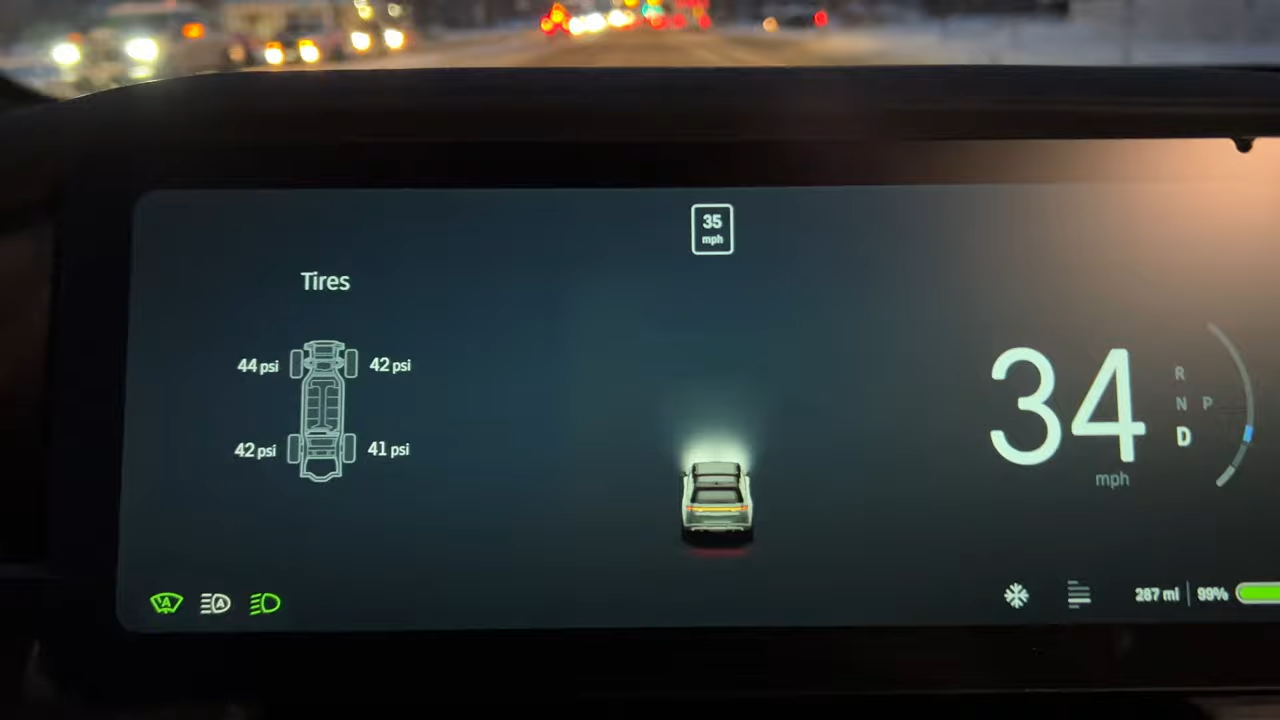 35
mph
Tires
44 psi
42 psi
42 psi
41 psi
34
mph
R
N P
D
A
A
287 mi | 99%